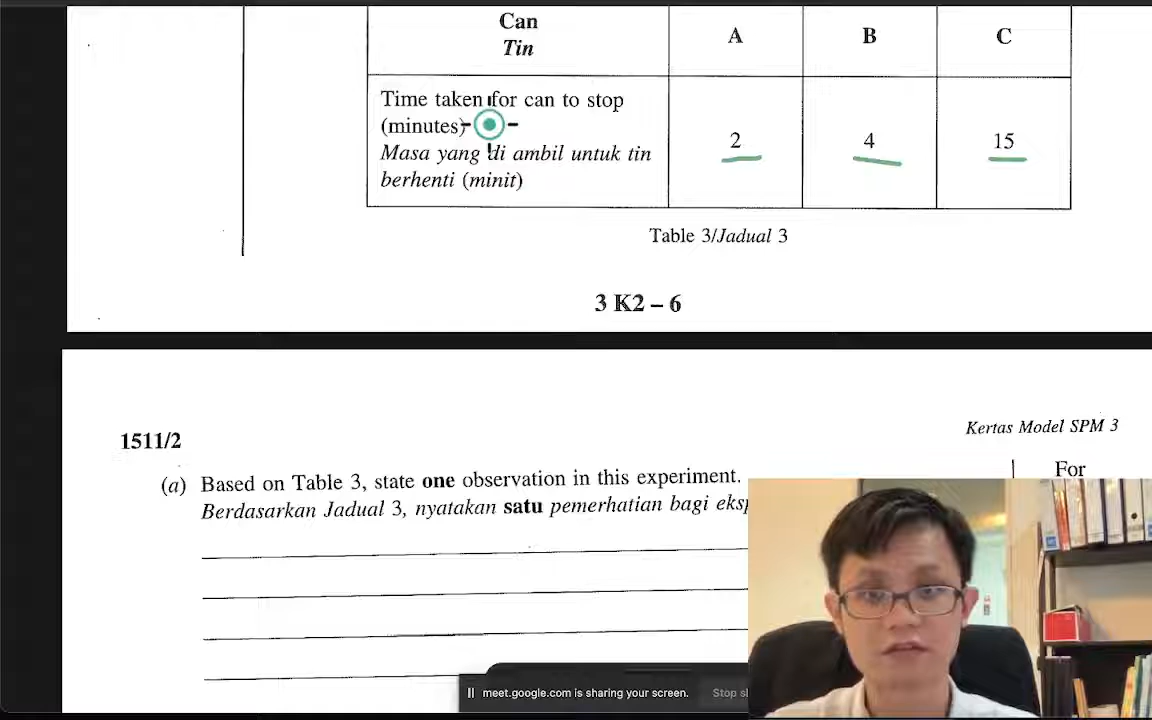 Can
Tin
A
B
C
Time taken for can to stop
(minutes)
Masa yang di ambil untuk tin
berhenti (minit)
2
4
15
Table 3/Jadual 3
3 K2 – 6
1511/2
Kertas Model SPM 3
(a) Based on Table 3, state one observation in this experiment.
Berdasarkan Jadual 3, nyatakan satu pemerhatian bagi
For
meet.google.com is sharing your screen.
Stop